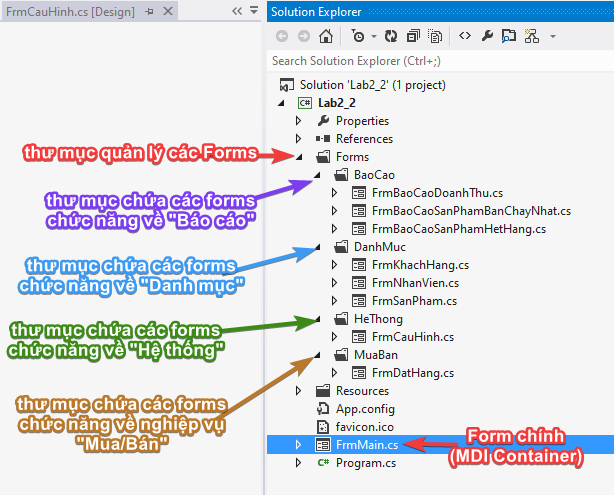 FrmCauHinh.cs [Design]
Solution Explorer
Search Solution Explorer (Ctrl+;)
Solution 'Lab2_2' (1 project)
Lab2_2
Properties
References
thư mục quản lý các Forms
Forms
BaoCao
thư mục chứa các forms
chức năng về "Báo cáo"
FrmBaoCaoDoanhThu.cs
FrmBaoCaoSanPhamBanChayNhat.cs
FrmBaoCaoSanPhamHetHang.cs
DanhMuc
thư mục chứa các forms
chức năng về "Danh mục"
FrmKhachHang.cs
FrmNhanVien.cs
FrmSanPham.cs
HeThong
thư mục chứa các forms
chức năng về "Hệ thống"
FrmCauHinh.cs
MuaBan
FrmDatHang.cs
thư mục chứa các forms
chức năng về nghiệp vụ
"Mua/Bán"
Resources
App.config
favicon.ico
FrmMain.cs
Form chính
(MDI Container)
C# Program.cs